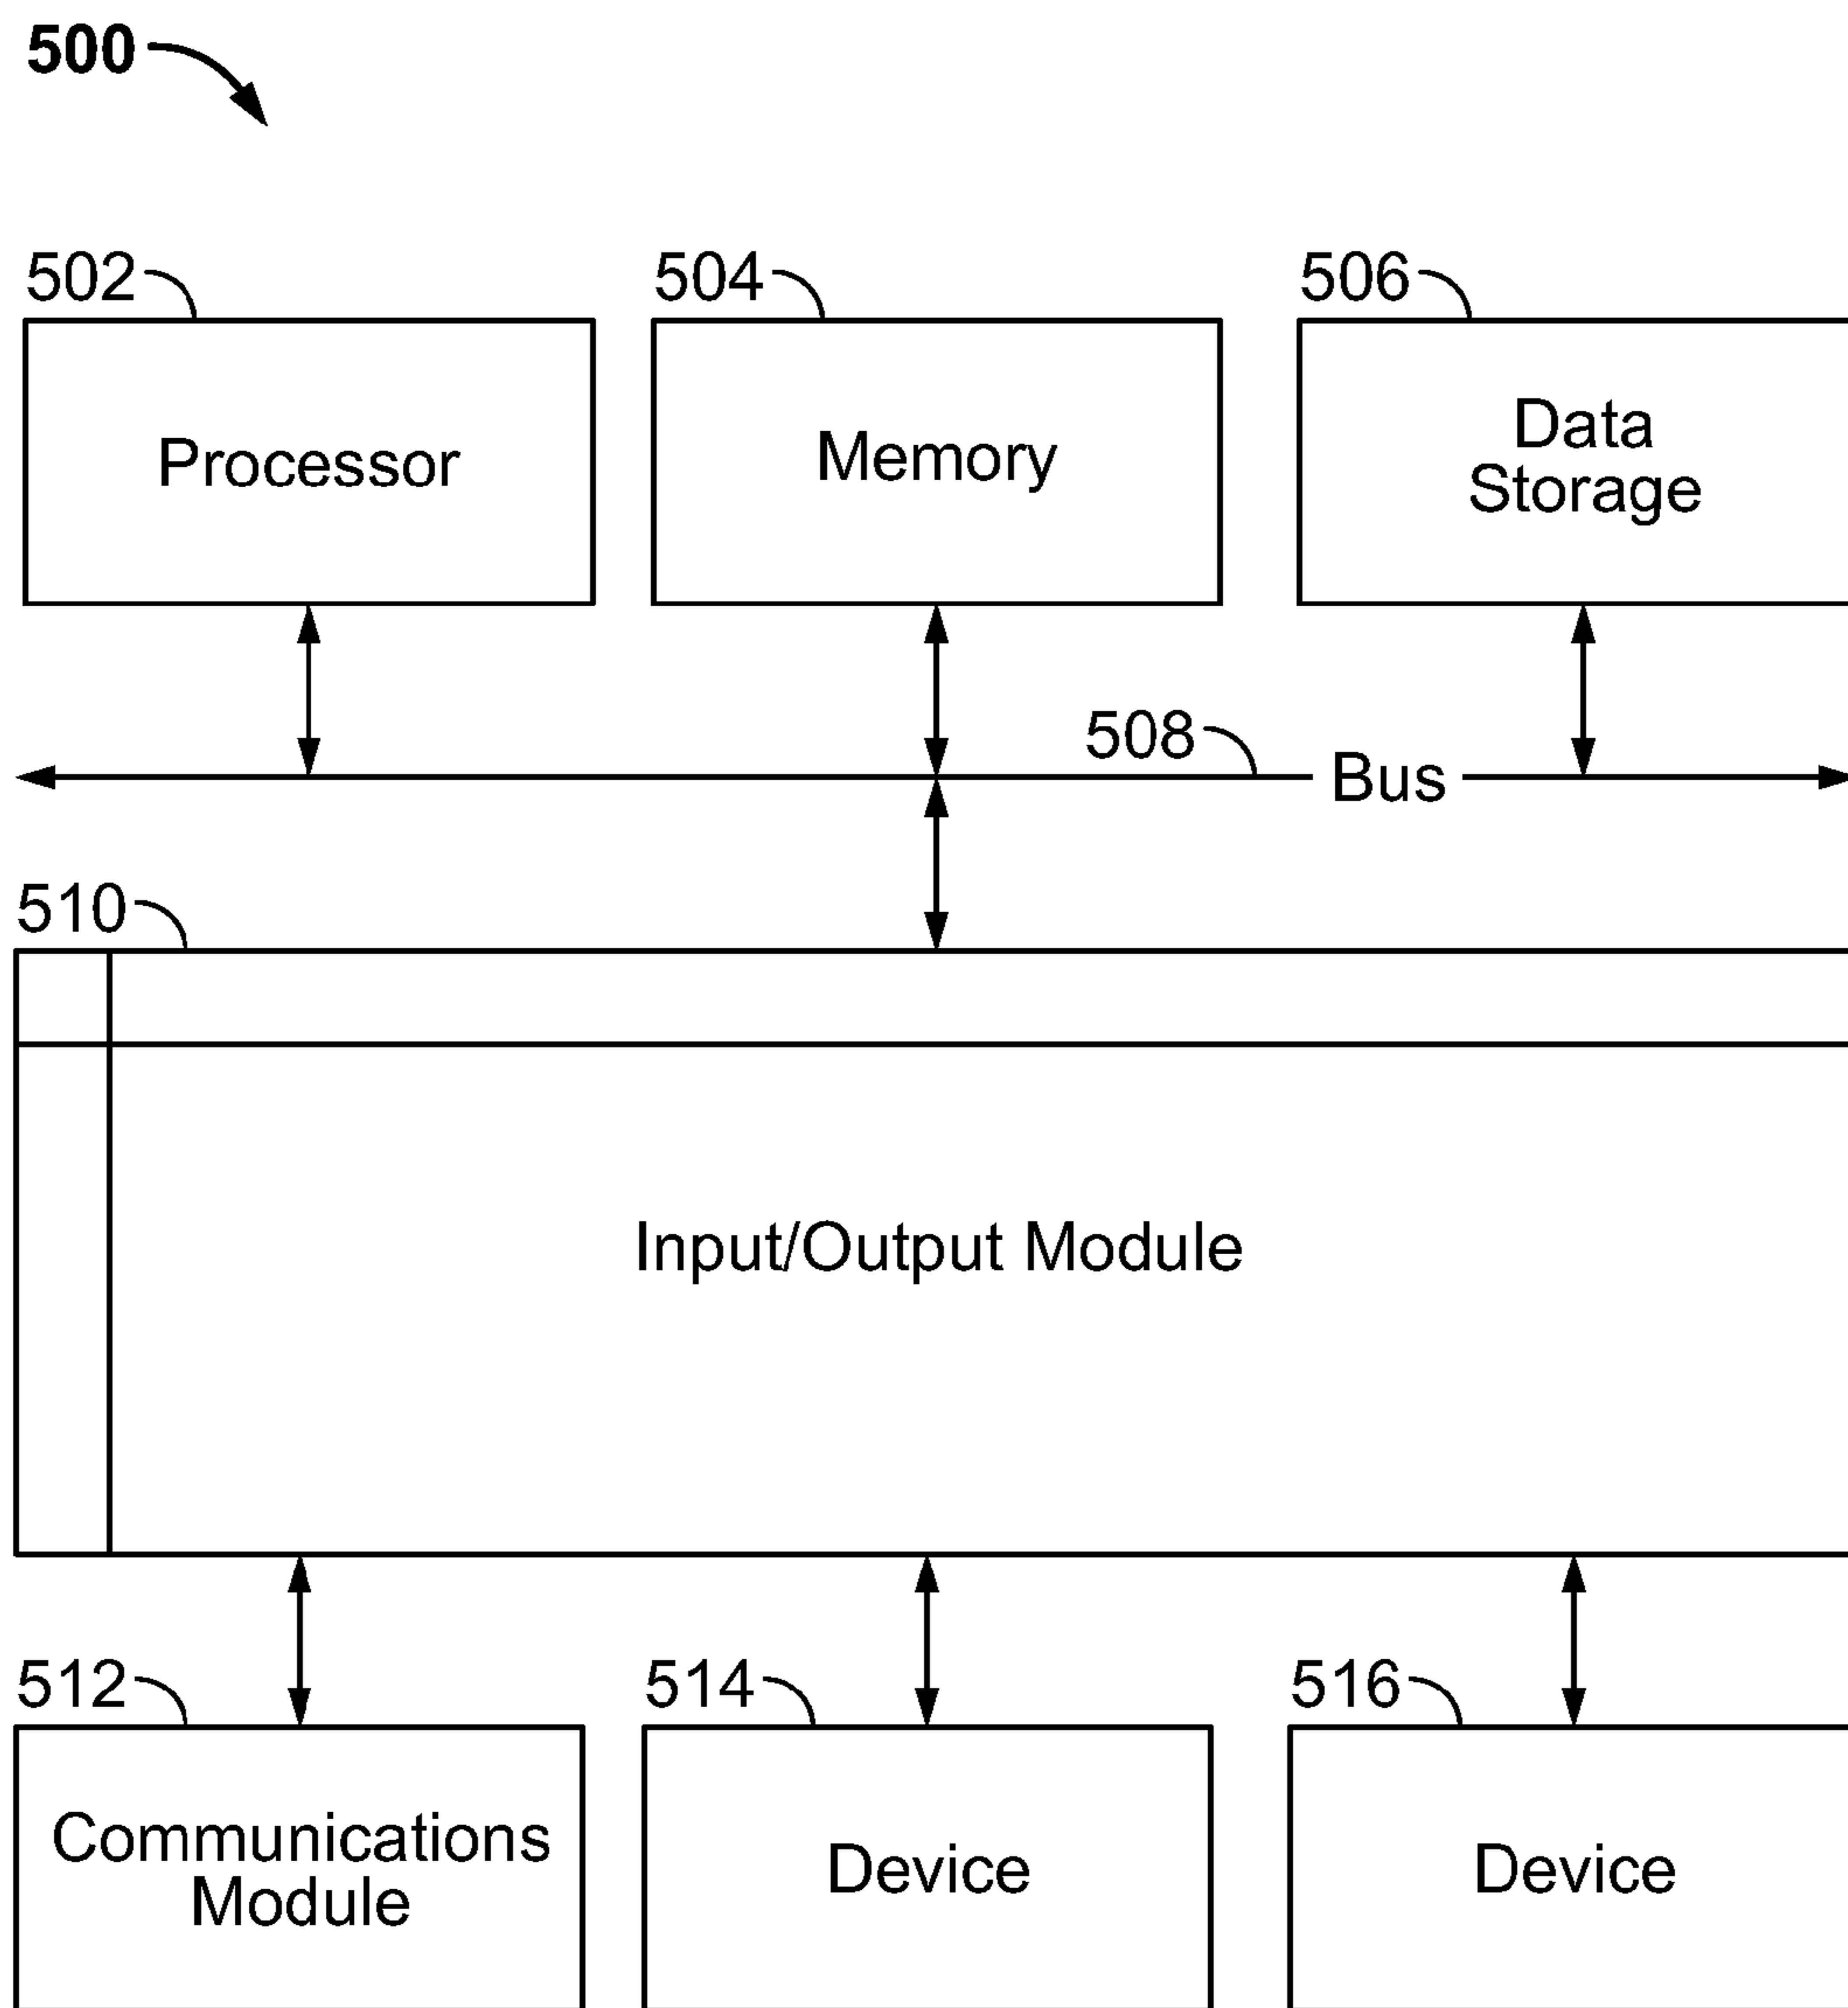 500
502
504
506
Processor
Memory
Data
Storage
508
Bus
510
Input/Output Module
512
514
516
Communications
Module
Device
Device